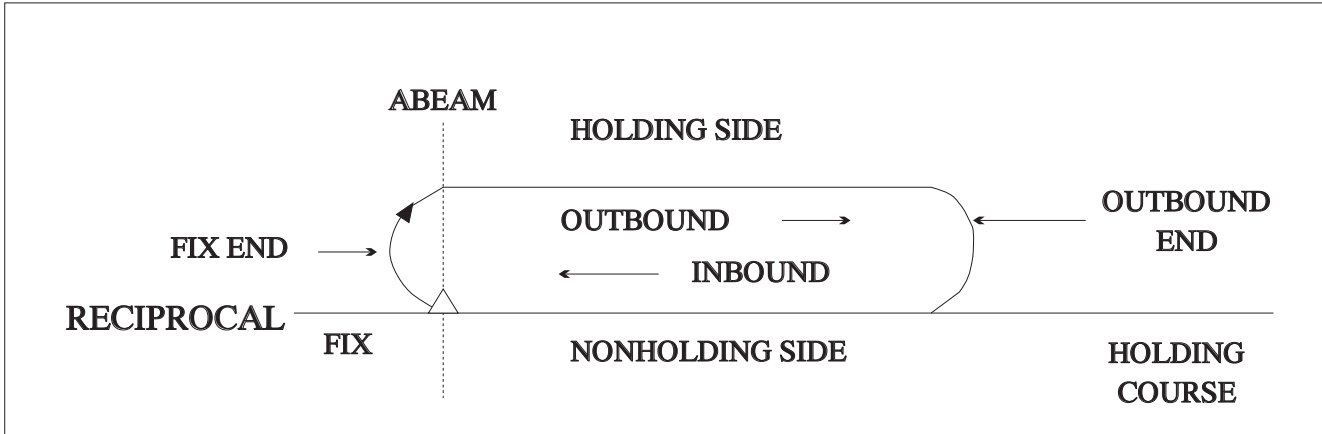 ABEAM
HOLDING SIDE
OUTBOUND
OUTBOUND
END
FIX END
INBOUND
RECIPROCAL
FIX
NONHOLDING SIDE
HOLDING
COURSE